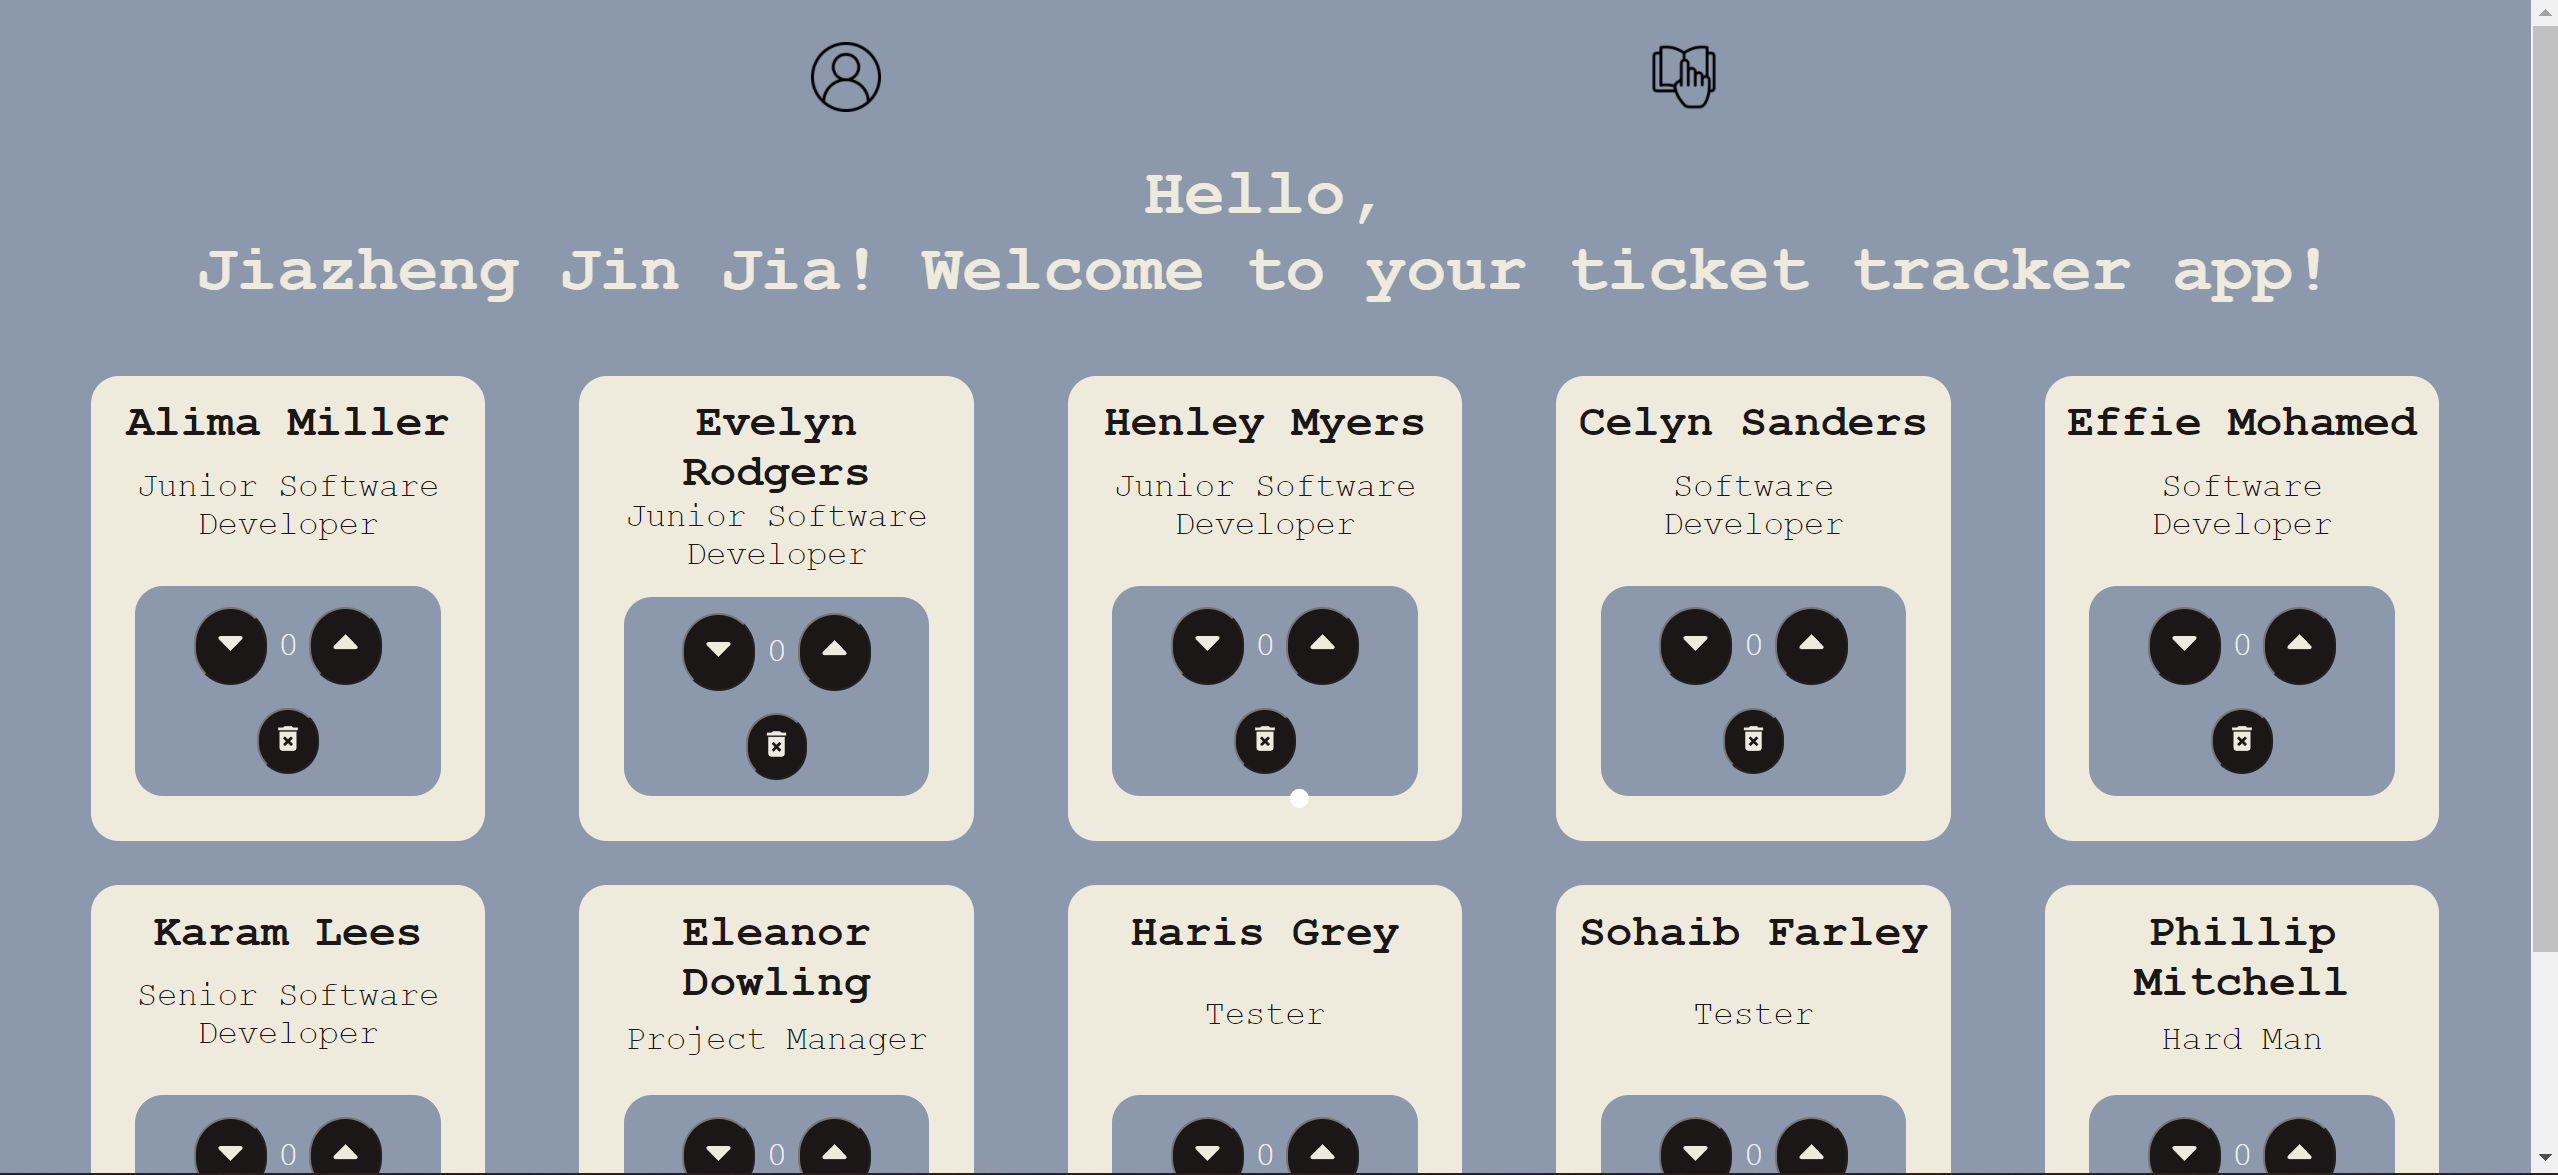 Hello,
Jiazheng Jin Jia! Welcome to your ticket tracker app!
Alima Miller
Junior Software
Developer
0
Evelyn
Rodgers
Junior Software
Developer
0
Henley Myers
Junior Software
Developer
0
Celyn Sanders
Software
Developer
0
Effie Mohamed
Software
Developer
0
Karam Lees
Senior Software
Developer
0
Eleanor
Dowling
Project Manager
0
Haris Grey
Tester
0
Sohaib Farley
Tester
0
Phillip
Mitchell
Hard Man
0